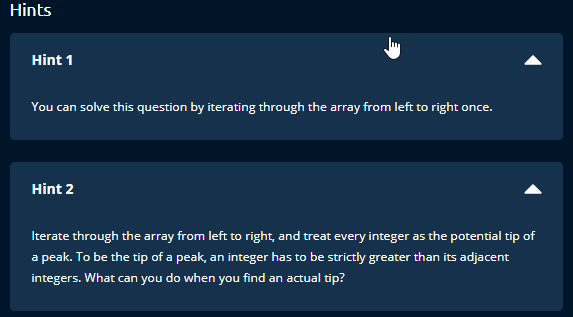 Hints
Hint 1
You can solve this question by iterating through the array from left to right once.
Hint 2
Iterate through the array from left to right, and treat every integer as the potential tip of
a peak. To be the tip of a peak, an integer has to be strictly greater than its adjacent
integers. What can you do when you find an actual tip?